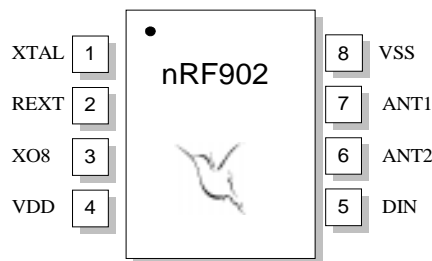 nRF902
XTAL 1
REXT 2
XO8 3
VDD 4
8 VSS
7 ANT1
6 ANT2
5 DIN